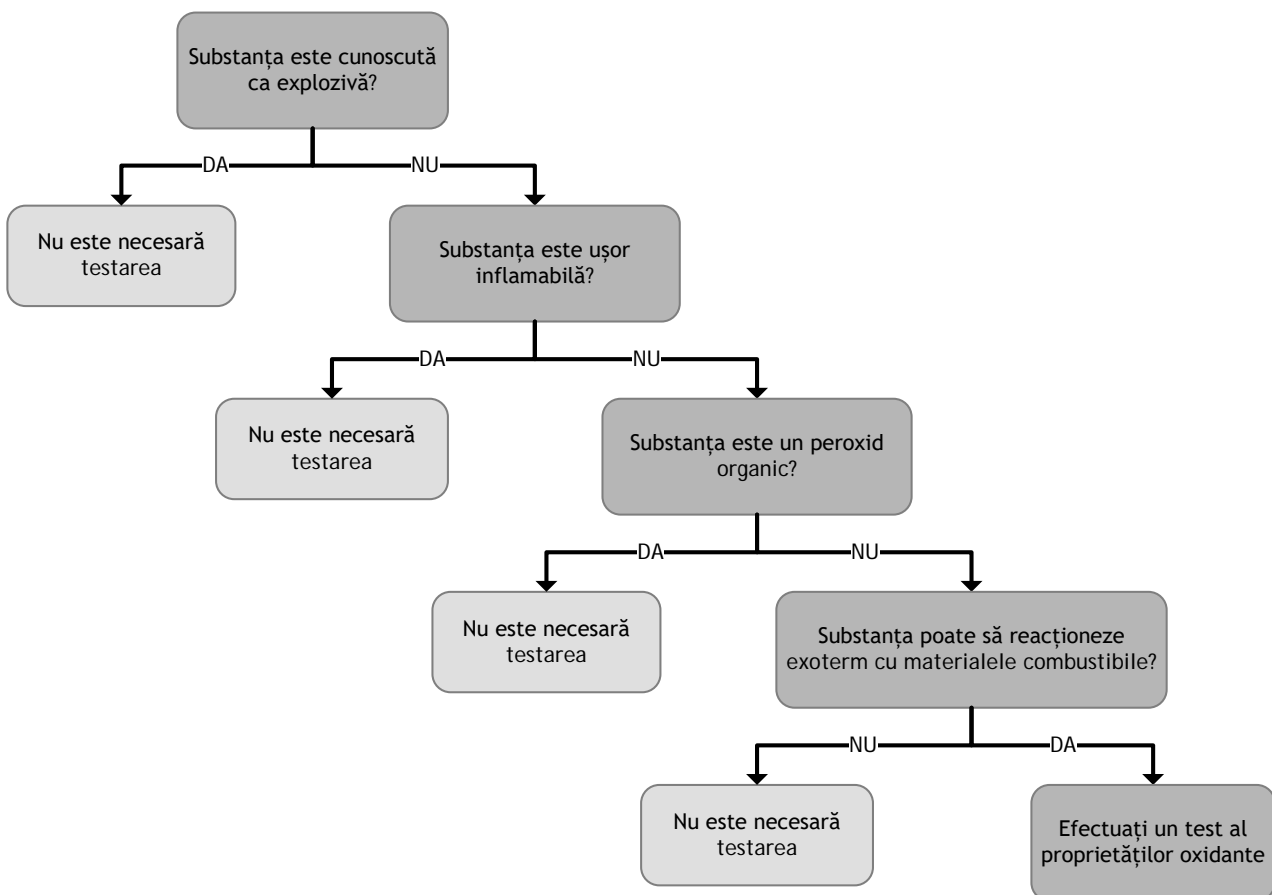 Substanța este cunoscută
ca explozivă?
DA
NU
Nu este necesară
testarea
Substanța este ușor
inflamabilă?
DA
NU
Nu este necesară
testarea
Substanța este un peroxid
organic?
DA
NU
Nu este necesară
testarea
Substanța poate să reacționeze
exoterm cu materialele combustibile?
NU
DA
Nu este necesară
testarea
Efectuați un test al
proprietăților oxidante